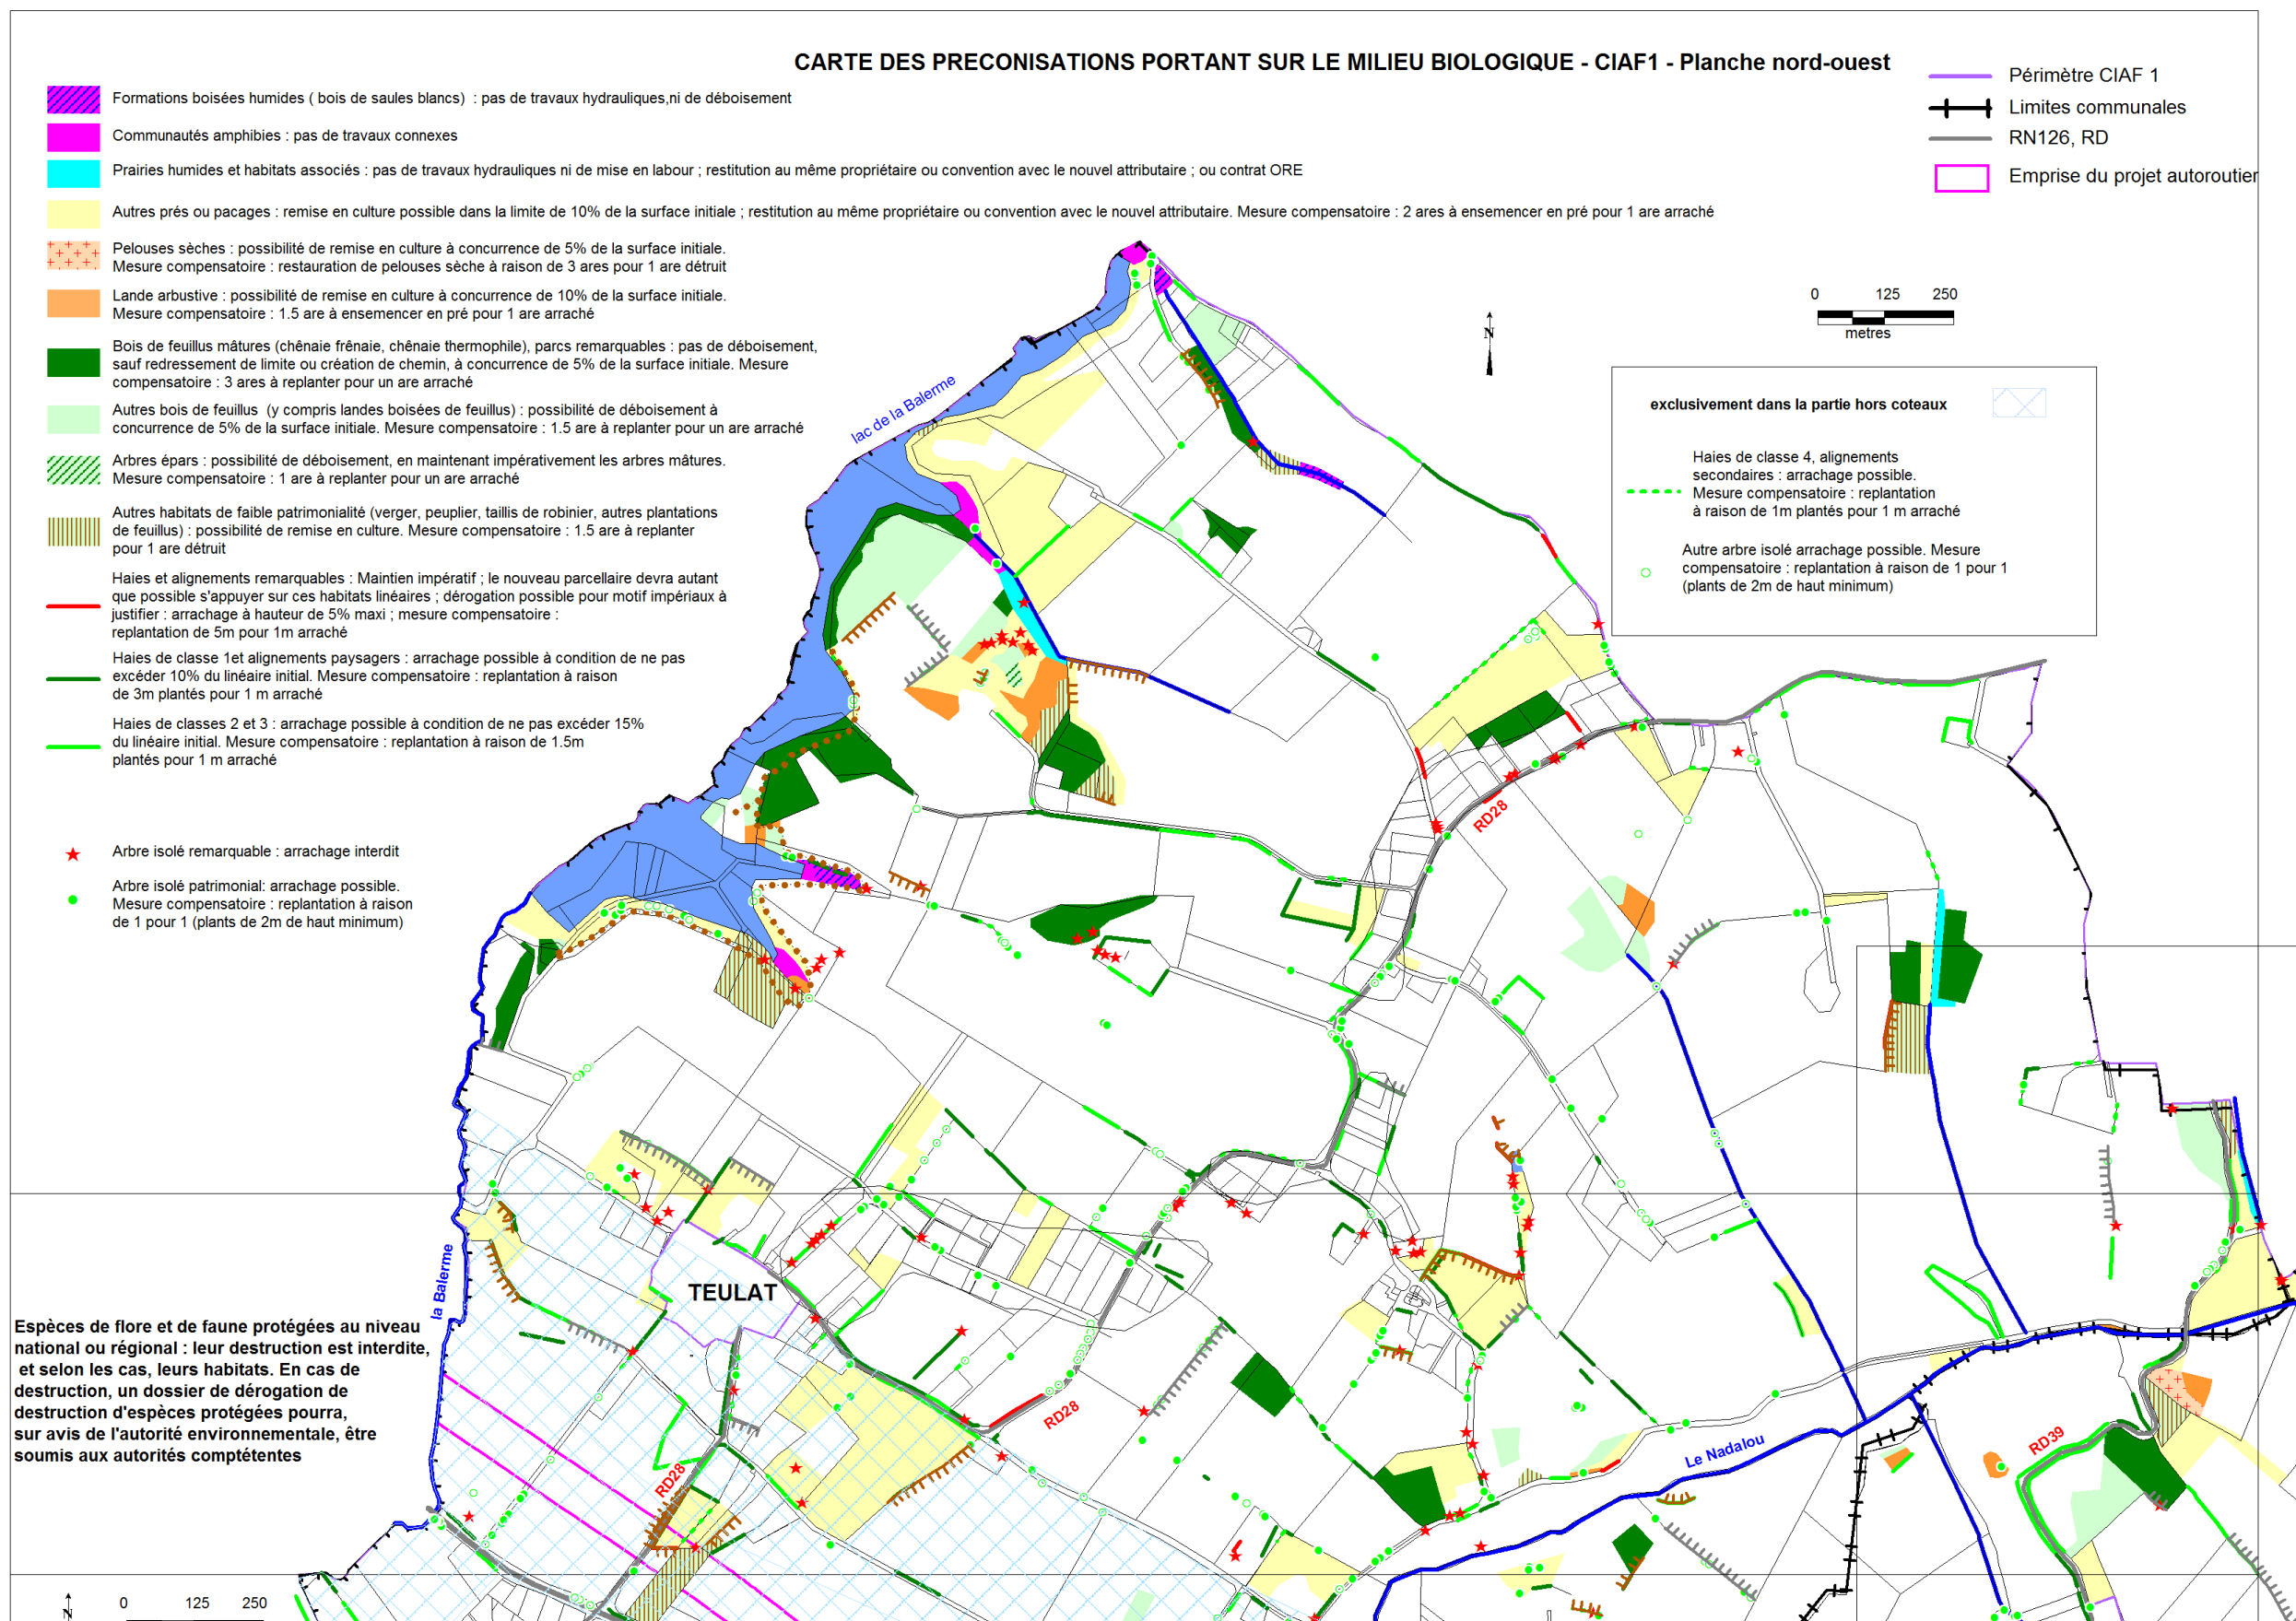 CARTE DES PRECONISATIONS PORTANT SUR LE MILIEU BIOLOGIQUE - CIAF1 - Planche nord-ouest
Formations boisées humides ( bois de saules blancs)  : pas de travaux hydrauliques,ni de déboisement
Communautés amphibies : pas de travaux connexes
Prairies humides et habitats associés : pas de travaux hydrauliques ni de mise en labour ; restitution au même propriétaire ou convention avec le nouvel attributaire ; ou contrat ORE
Autres prés ou pacages : remise en culture possible dans la limite de 10% de la surface initiale ; restitution au même propriétaire ou convention avec le nouvel attributaire. Mesure compensatoire : 2 ares à ensemencer en pré pour 1 are arraché
Pelouses sèches : possibilité de remise en culture à concurrence de 5% de la surface initiale.
Mesure compensatoire : restauration de pelouses sèche à raison de 3 ares pour 1 are détruit
Lande arbustive : possibilité de remise en culture à concurrence de 10% de la surface initiale.
Mesure compensatoire : 1.5 are à ensemencer en pré pour 1 are arraché
Bois de feuillus mâtures (chênaie frênaie, chênaie thermophile), parcs remarquables : pas de déboisement,
sauf redressement de limite ou création de chemin, à concurrence de 5% de la surface initiale. Mesure
compensatoire : 3 ares à replanter pour un are arraché
Autres bois de feuillus  (y compris landes boisées de feuillus) : possibilité de déboisement à
concurrence de 5% de la surface initiale. Mesure compensatoire : 1.5 are à replanter pour un are arraché
Arbres épars : possibilité de déboisement, en maintenant impérativement les arbres mâtures.
Mesure compensatoire : 1 are à replanter pour un are arraché
Autres habitats de faible patrimonialité (verger, peuplier, taillis de robinier, autres plantations
de feuillus) : possibilité de remise en culture. Mesure compensatoire : 1.5 are à replanter
pour 1 are détruit
Haies et alignements remarquables : Maintien impératif ; le nouveau parcellaire devra autant
que possible s'appuyer sur ces habitats linéaires ; dérogation possible pour motif impériaux à
justifier : arrachage à hauteur de 5% maxi ; mesure compensatoire :
replantation de 5m pour 1m arraché
Haies de classe 1et alignements paysagers : arrachage possible à condition de ne pas
excéder 10% du linéaire initial. Mesure compensatoire : replantation à raison
de 3m plantés pour 1 m arraché
Haies de classes 2 et 3 : arrachage possible à condition de ne pas excéder 15%
du linéaire initial. Mesure compensatoire : replantation à raison de 1.5m
plantés pour 1 m arraché
Arbre isolé remarquable : arrachage interdit
Arbre isolé patrimonial: arrachage possible.
Mesure compensatoire : replantation à raison
de 1 pour 1 (plants de 2m de haut minimum)
Périmètre CIAF 1
Limites communales
RN126, RD
Emprise du projet autoroutier
0 125 250
metres
N
exclusivement dans la partie hors coteaux
Haies de classe 4, alignements
secondaires : arrachage possible.
Mesure compensatoire : replantation
à raison de 1m plantés pour 1 m arraché
Autre arbre isolé arrachage possible. Mesure
compensatoire : replantation à raison de 1 pour 1
(plants de 2m de haut minimum)
lac de la Balerme
RD28
la Balerme
TEULAT
RD28
RD28
Le Nadalou
RD39
Espèces de flore et de faune protégées au niveau
national ou régional : leur destruction est interdite,
et selon les cas, leurs habitats. En cas de
destruction, un dossier de dérogation de
destruction d'espèces protégées pourra,
sur avis de l'autorité environnementale, être
soumis aux autorités comptétentes
N
0 125 250